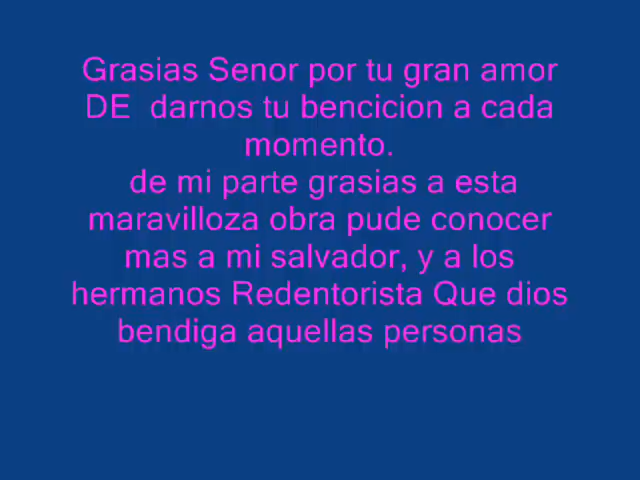 Grasias Senor por tu gran amor
DE  darnos tu bencicion a cada
momento.
de mi parte grasias a esta
maravilloza obra pude conocer
mas a mi salvador, y a los
hermanos Redentorista Que dios
bendiga aquellas personas